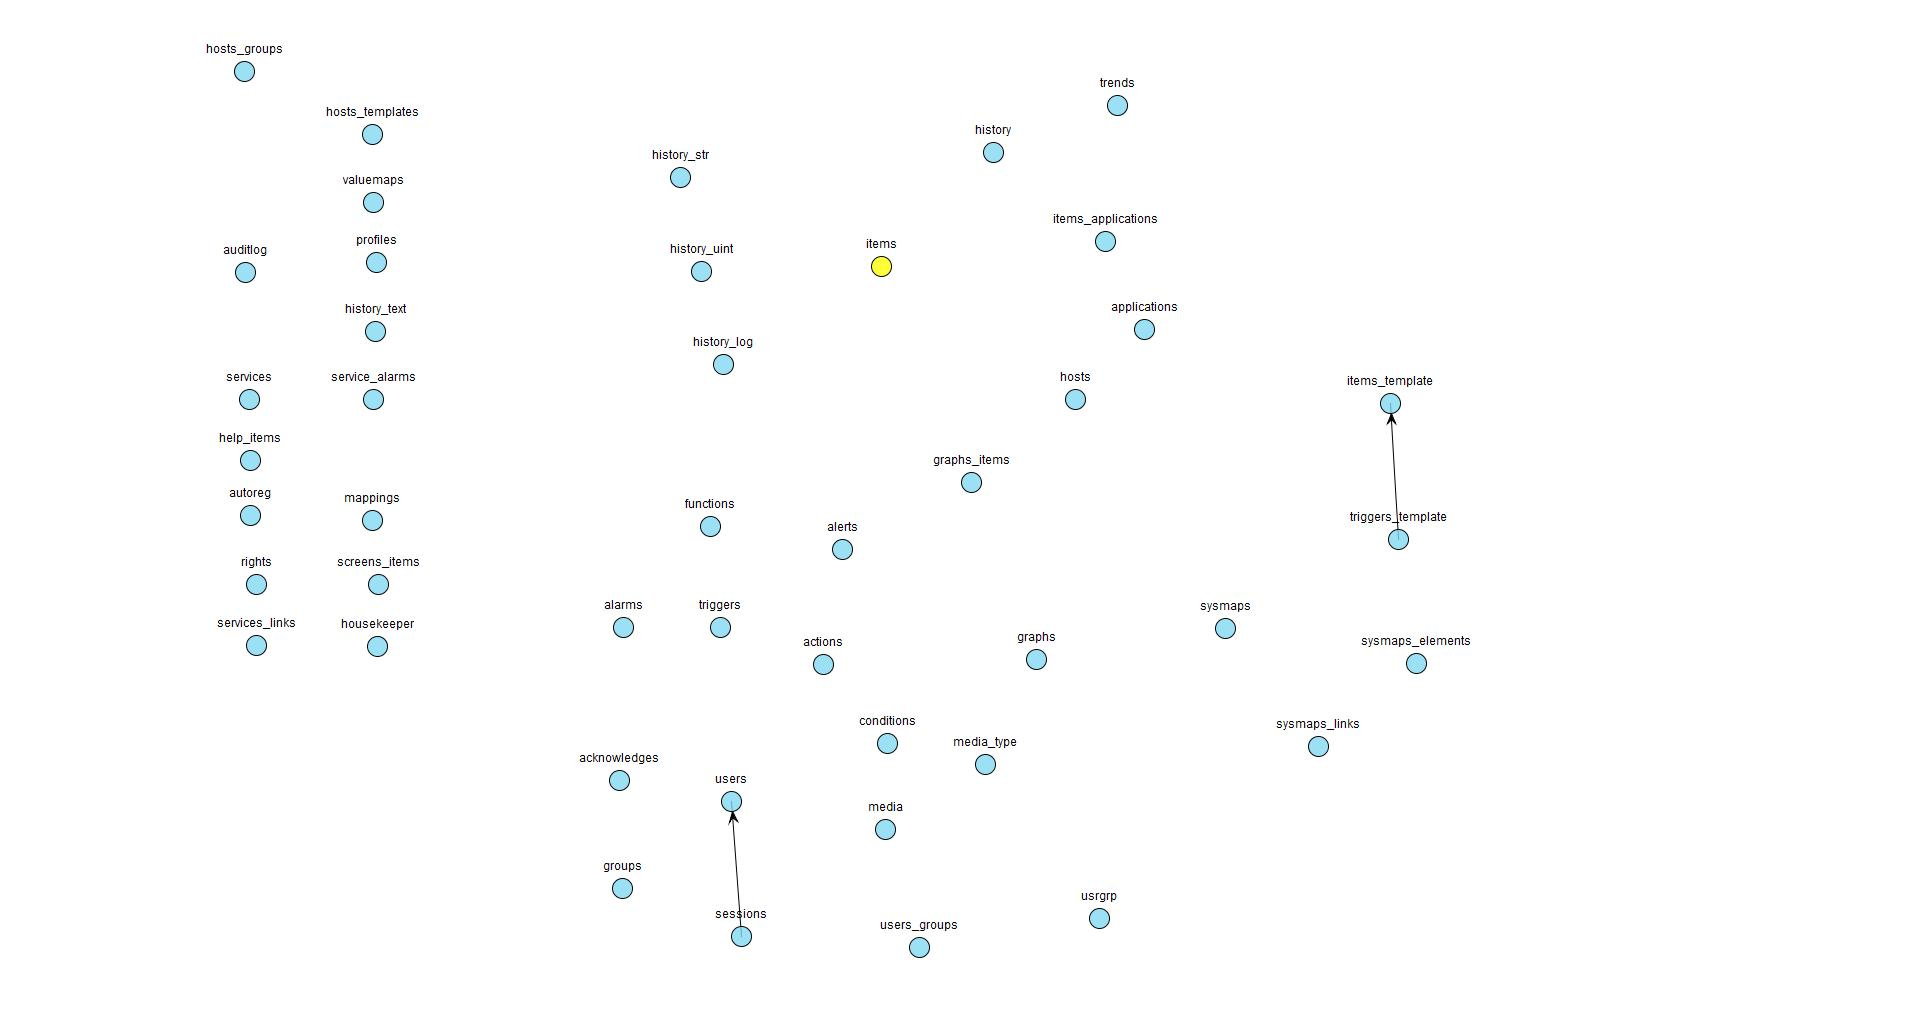 hosts_groups
trends
hosts_templates
history
history_str
valuemaps
items_applications
profiles
items
history_uint
auditlog
applications
history_text
history_log
services
service_alarms
hosts
items_template
help_items
graphs_items
autoreg
mappings
functions
triggers_template
alerts
rights
screens_items
alarms
triggers
sysmaps
services_links
housekeeper
graphs
actions
sysmaps_elements
conditions
sysmaps_links
media_type
acknowledges
users
media
groups
usrgrp
sessions
users_groups